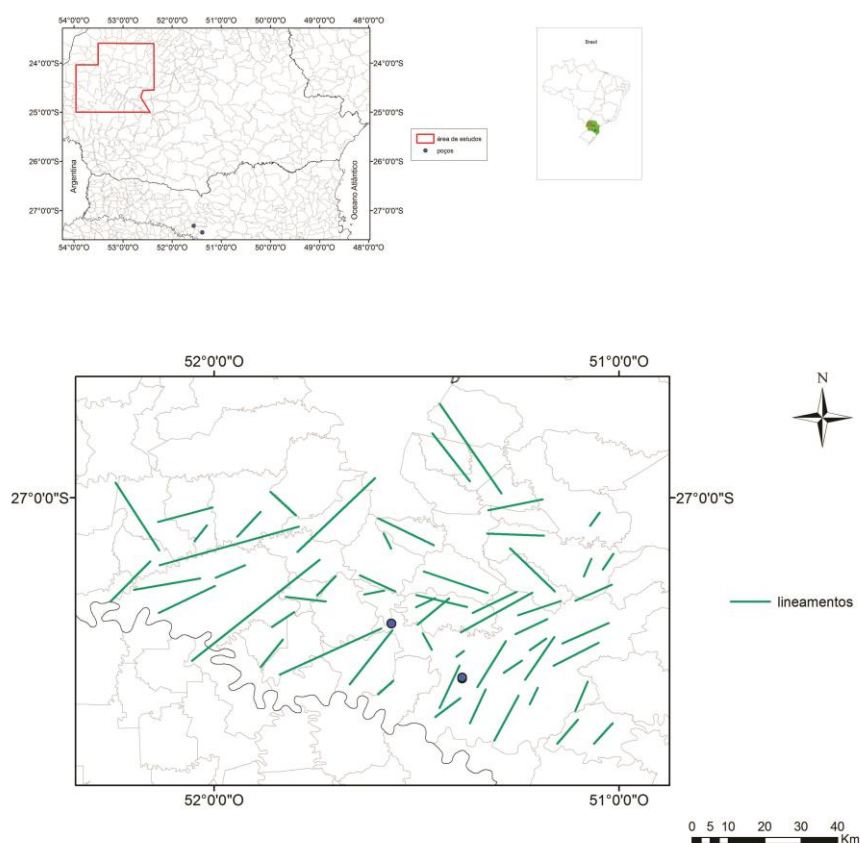 54°0'0"O 53°0'0"O 52°0'0"O 51°0'0"O 50°0'0"O 49°0'0"O 48°0'0"O
24°0'0"S 24°0'0"S
25°0'0"S 25°0'0"S
26°0'0"S 26°0'0"S
27°0'0"S 27°0'0"S
Argentina
Oceano Atlântico
54°0'0"O 53°0'0"O 52°0'0"O 51°0'0"O 50°0'0"O 49°0'0"O 48°0'0"O
área de estudos
poços
Brasil
52°0'0"O 51°0'0"O
N
27°0'0"S 27°0'0"S
lineamentos
52°0'0"O 51°0'0"O
0 5 10 20 30 40
Km